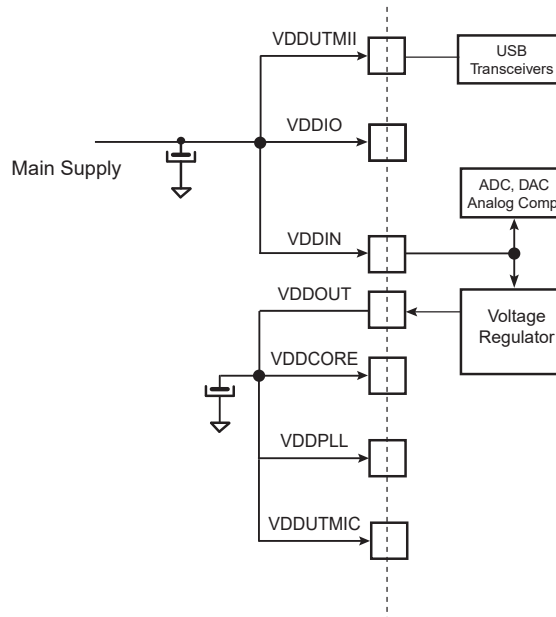 VDDUTMII
USB
Transceivers
VDDIO
Main Supply
ADC, DAC
Analog Comp.
VDDIN
VDDOUT
Voltage
Regulator
VDDCORE
VDDPLL
VDDUTMIC